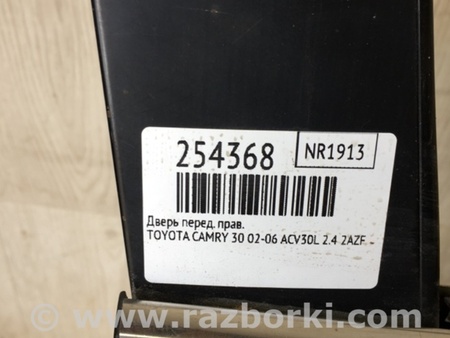 254368
NR1913
Дверь перед. прав.
TOYOTA CAMRY 30 02-06 ACV30L 2.4 2AZF
© www.razborki.com